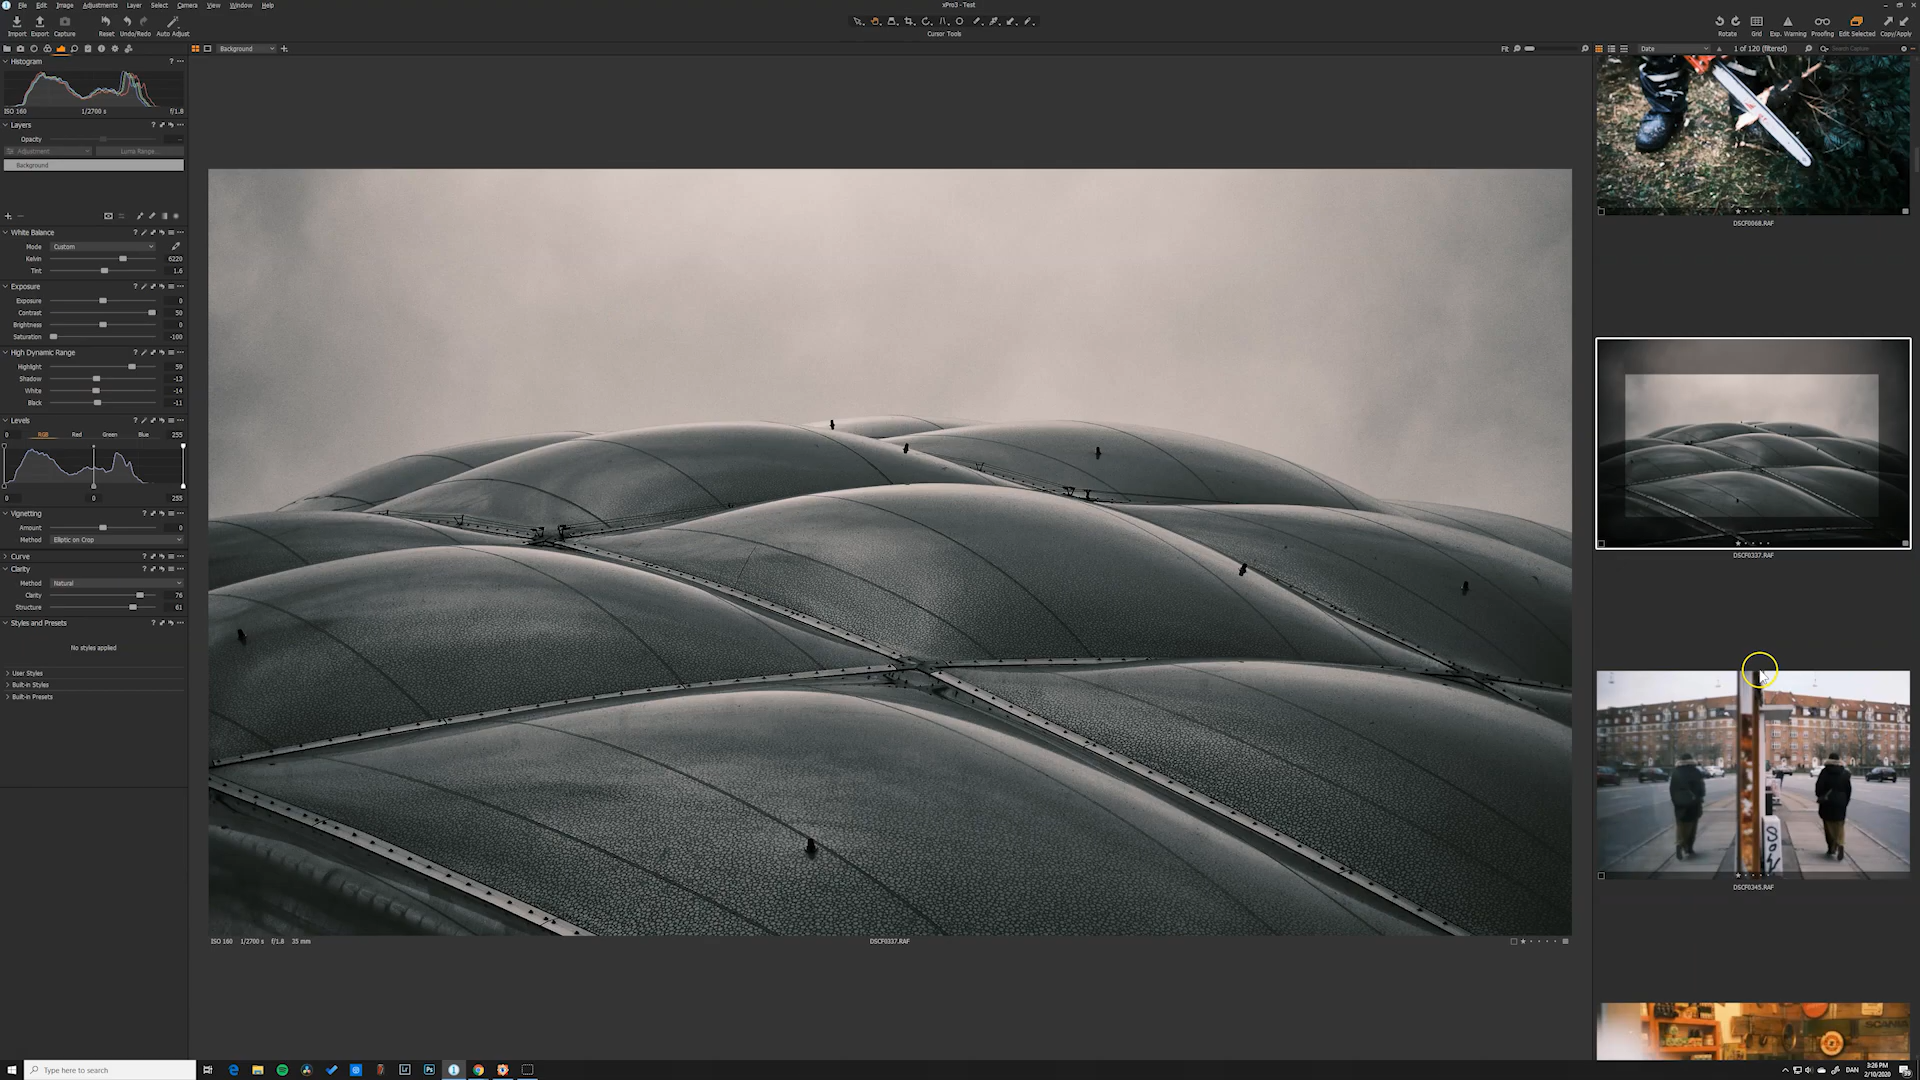 File Edit Image Adjustments Layer Select Camera View Window Help
xPro3 - Test
Import Export Capture Reset Undo/Redo Auto Adjust
Cursor Tools
Rotate Grid Exp. Warning Proofing Edit Selected Copy/Apply
Background
Fit
Date
1 of 120 (filtered)
Search Capture
Histogram
ISO 160 1/2700 s f/1.8
Layers
Opacity
Adjustment
Luma Range...
Background
White Balance
Mode Custom
Kelvin 6220
Tint 1.6
Exposure
Exposure 0
Contrast 50
Brightness 0
Saturation -100
High Dynamic Range
Highlight 59
Shadow -13
White -14
Black -11
Levels
0 RGB Red Green Blue 255
0 0 255
Vignetting
Amount 0
Method Elliptic on Crop
Curve
Clarity
Method Natural
Clarity 76
Structure 61
Styles and Presets
No styles applied
User Styles
Built-in Styles
Built-in Presets
ISO 160 1/2700 s f/1.8 35 mm
DSCF0337.RAF
DSCF0068.RAF
DSCF0337.RAF
DSCF0345.RAF
SCANIA
Type here to search
DAN
3:26 PM
2/10/2020